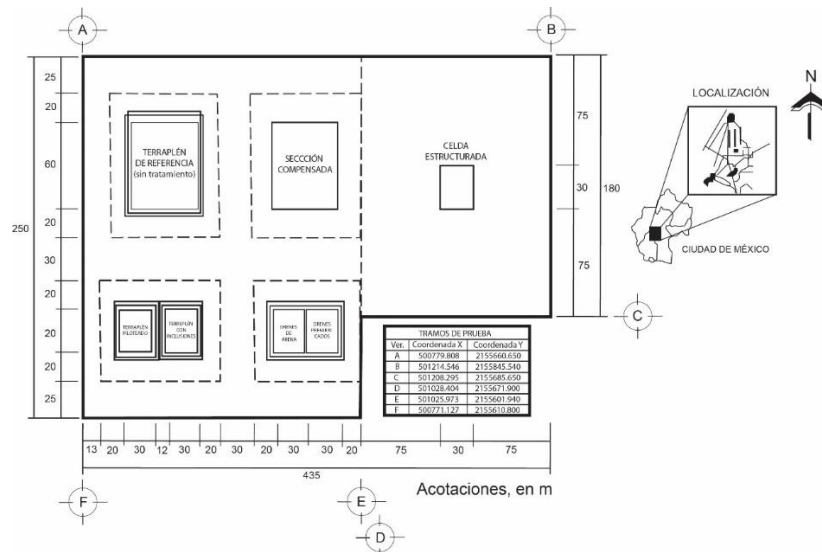 A
B
25
20
60
20
30
20
20
20
25
250
TERRAPLÉN
DE REFERENCIA
(sin tratamiento)
SECCCIÓN
COMPENSADA
CELDA
ESTRUCTURADA
75
30
75
180
LOCALIZACIÓN
N
CIUDAD DE MÉXICO
C
TERRAPLÉN
PILOTEADO
TERRAPLÉN
CON
INCLUSIONES
DRENES
DE
ARENA
DRENES
PREFABRI
CADOS
TRAMOS DE PRUEBA
Ver. Coordenada X Coordenada Y
A 500779.808 2155660.650
B 501214.546 2155845.540
C 501208.295 2155685.650
D 501028.404 2155671.900
E 501025.973 2155601.940
F 500771.127 2155610.800
13 20 30 12 30 20 30 30 30 20 75 30 75
435
Acotaciones, en m
F
E
D